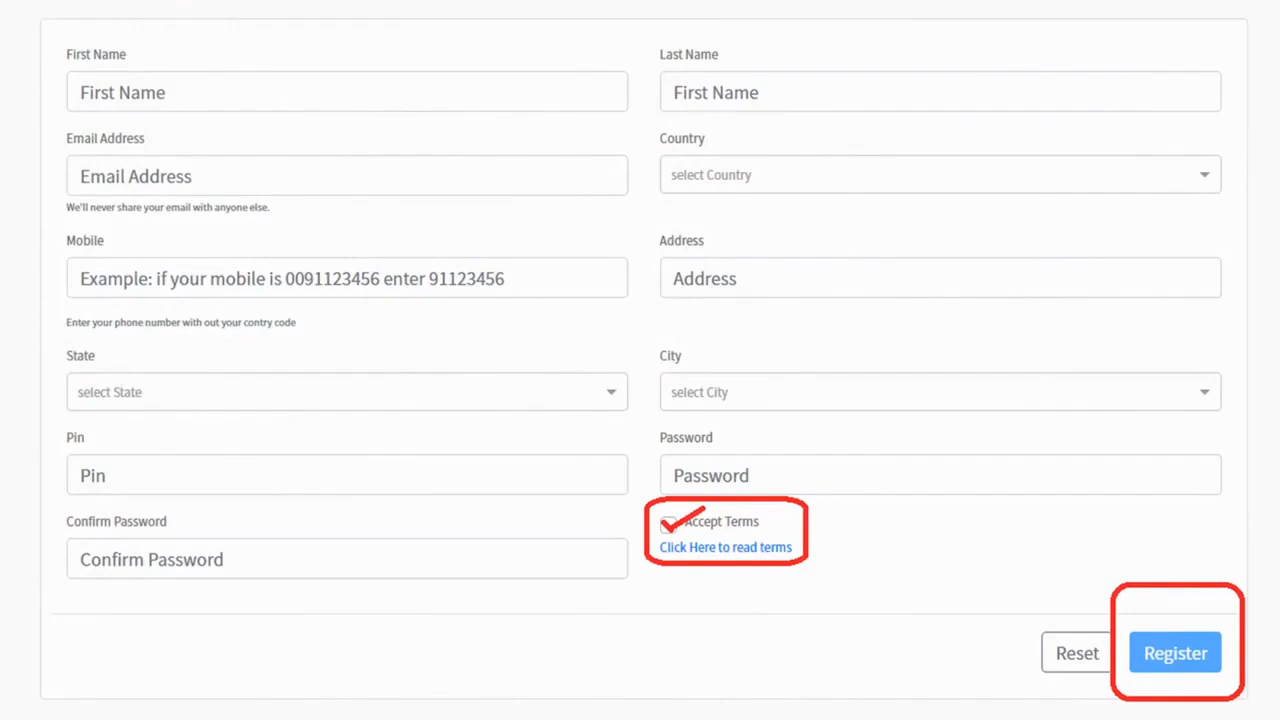 First Name
Last Name
First Name
First Name
Email Address
Country
Email Address
select Country
We'll never share your email with anyone else.
Mobile
Address
Example: if your mobile is 0091123456 enter 91123456
Address
Enter your phone number with out your contry code
State
City
select State
select City
Pin
Password
Pin
Password
Confirm Password
Accept Terms
Click Here to read terms
Confirm Password
Reset
Register